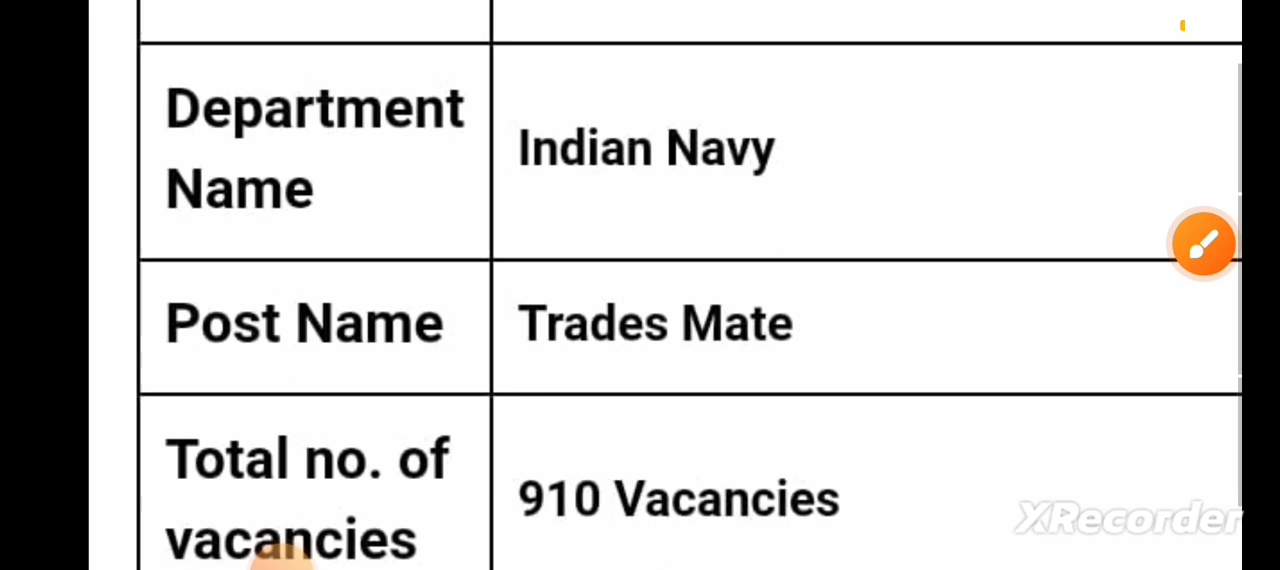 Department
Name
Indian Navy
Post Name
Trades Mate
Total no. of
vacancies
910 Vacancies
XRecorder